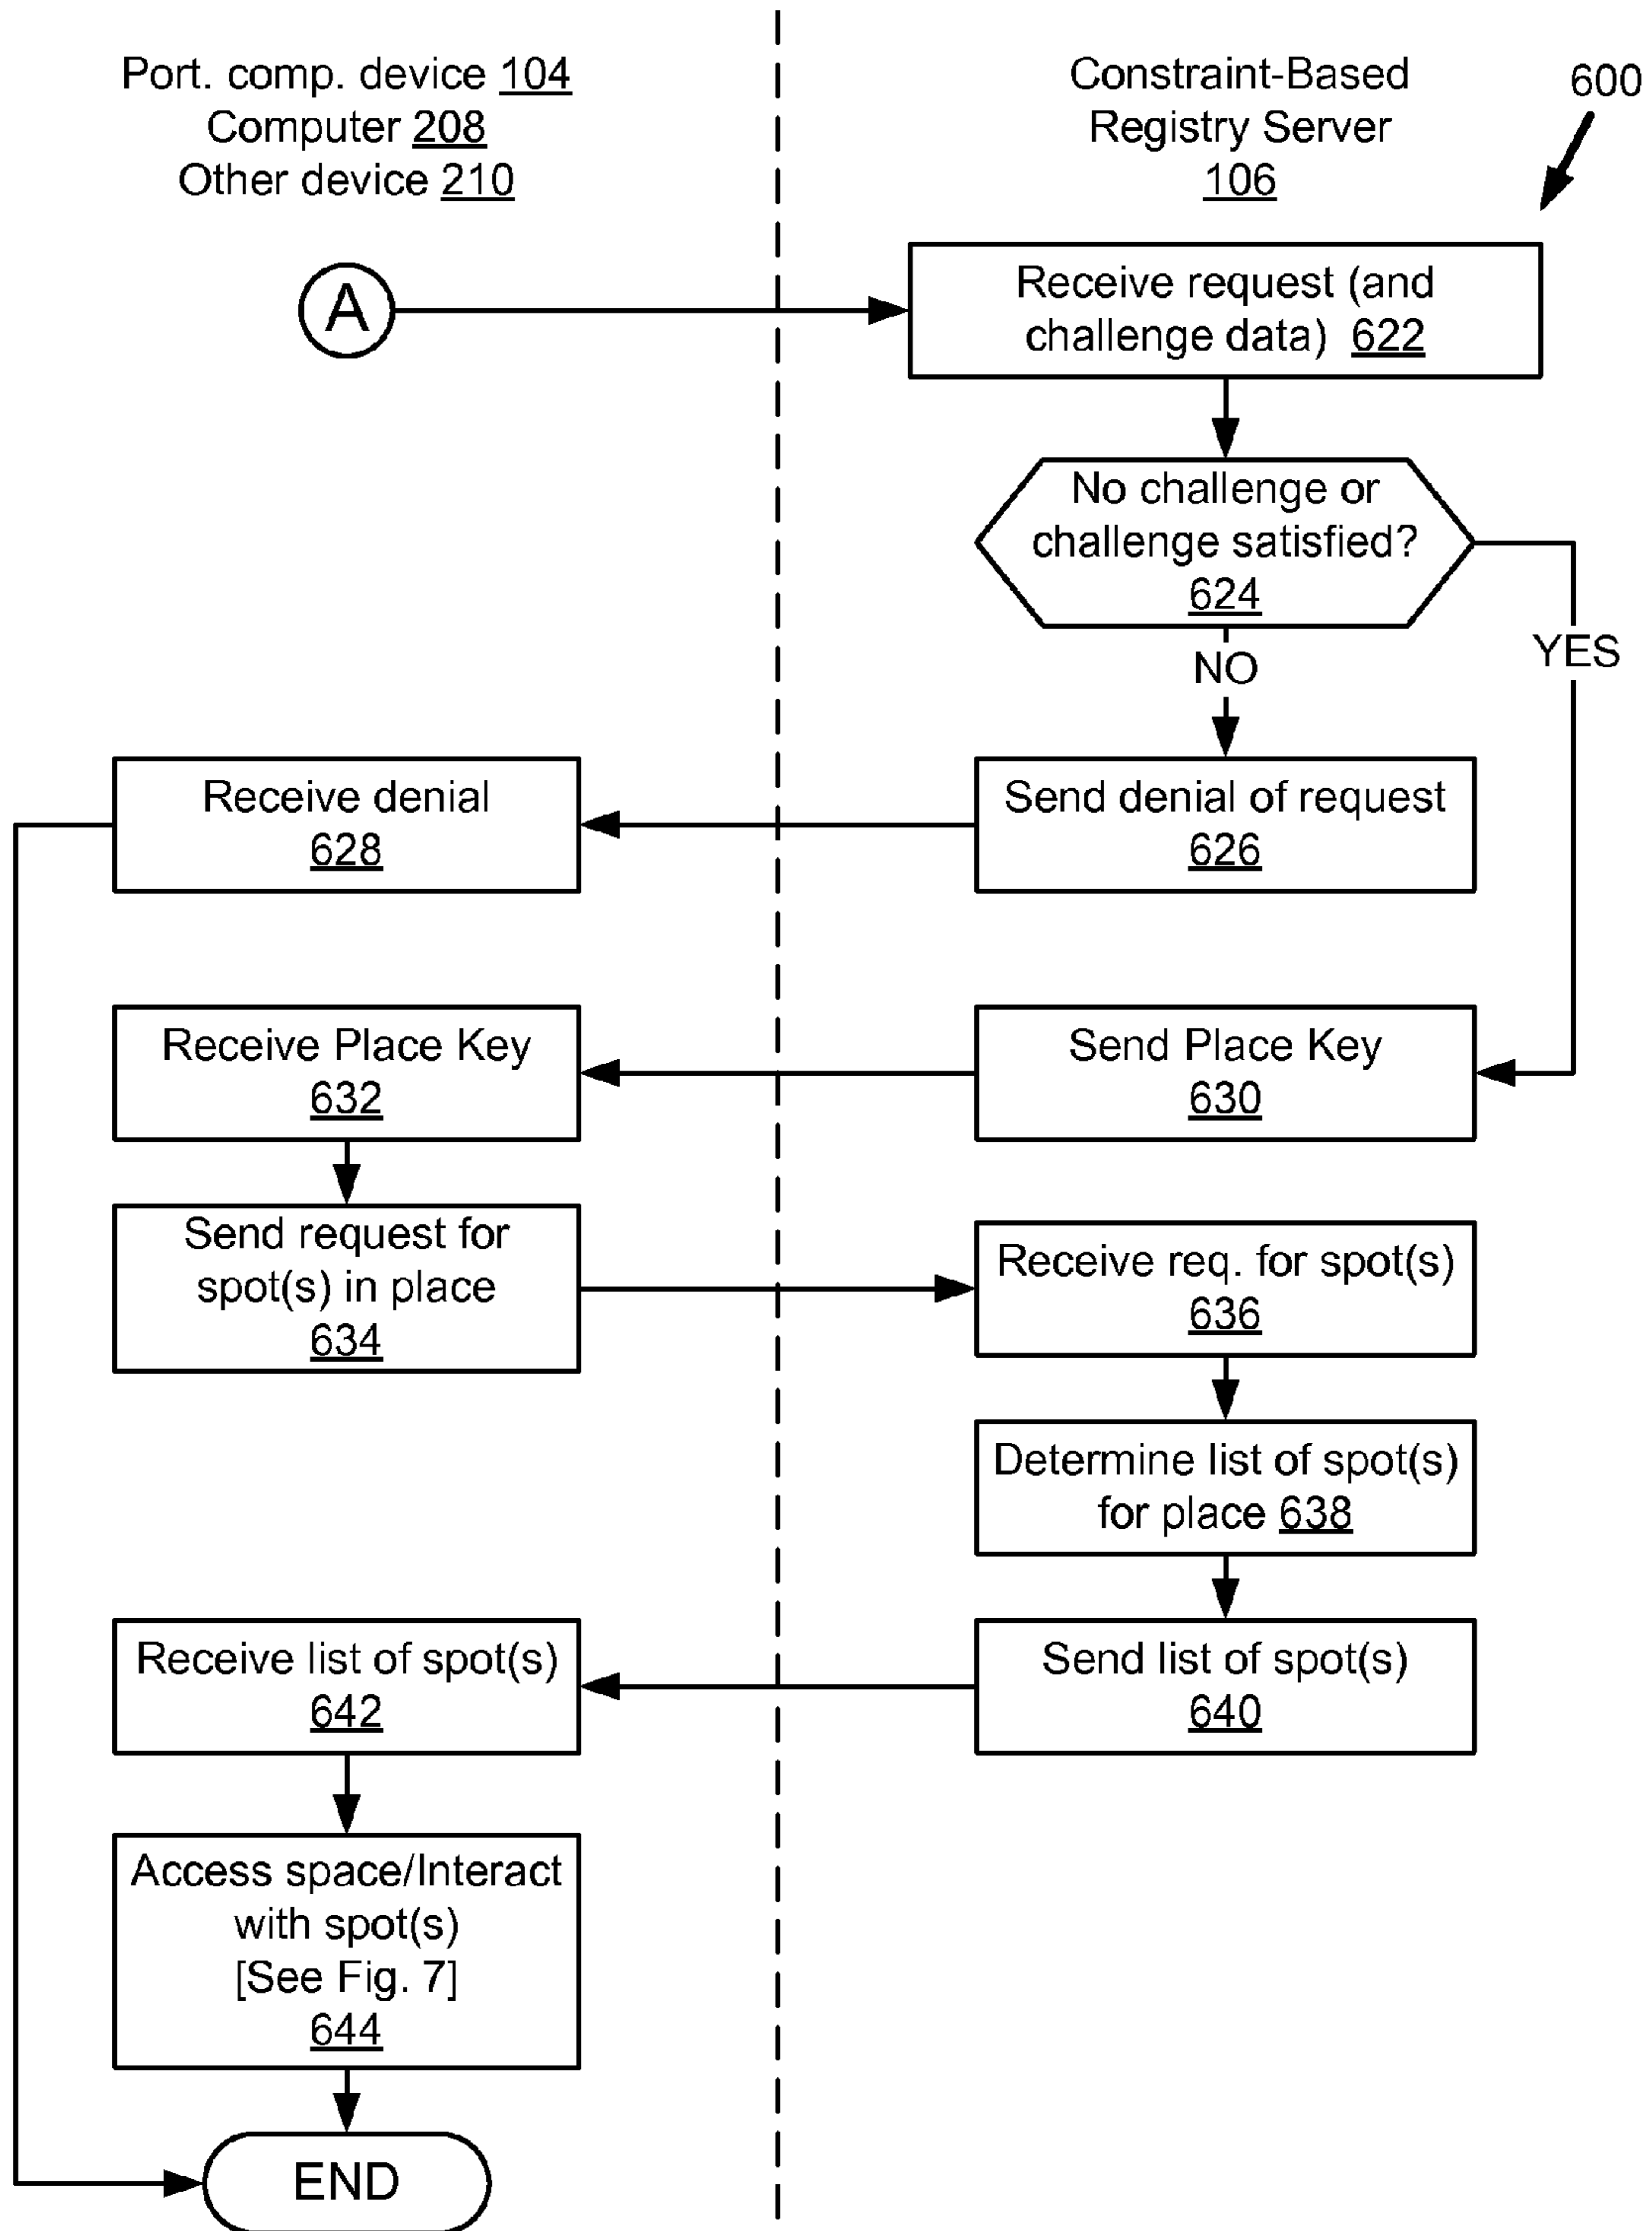 Port. comp. device 104
Computer 208
Other device 210
Constraint-Based
Registry Server
106
600
A
Receive request (and
challenge data) 622
No challenge or
challenge satisfied?
624
YES
NO
Receive denial
628
Send denial of request
626
Receive Place Key
632
Send Place Key
630
Send request for
spot(s) in place
634
Receive req. for spot(s)
636
Determine list of spot(s)
for place 638
Receive list of spot(s)
642
Send list of spot(s)
640
Access space/Interact
with spot(s)
[See Fig. 7]
644
END